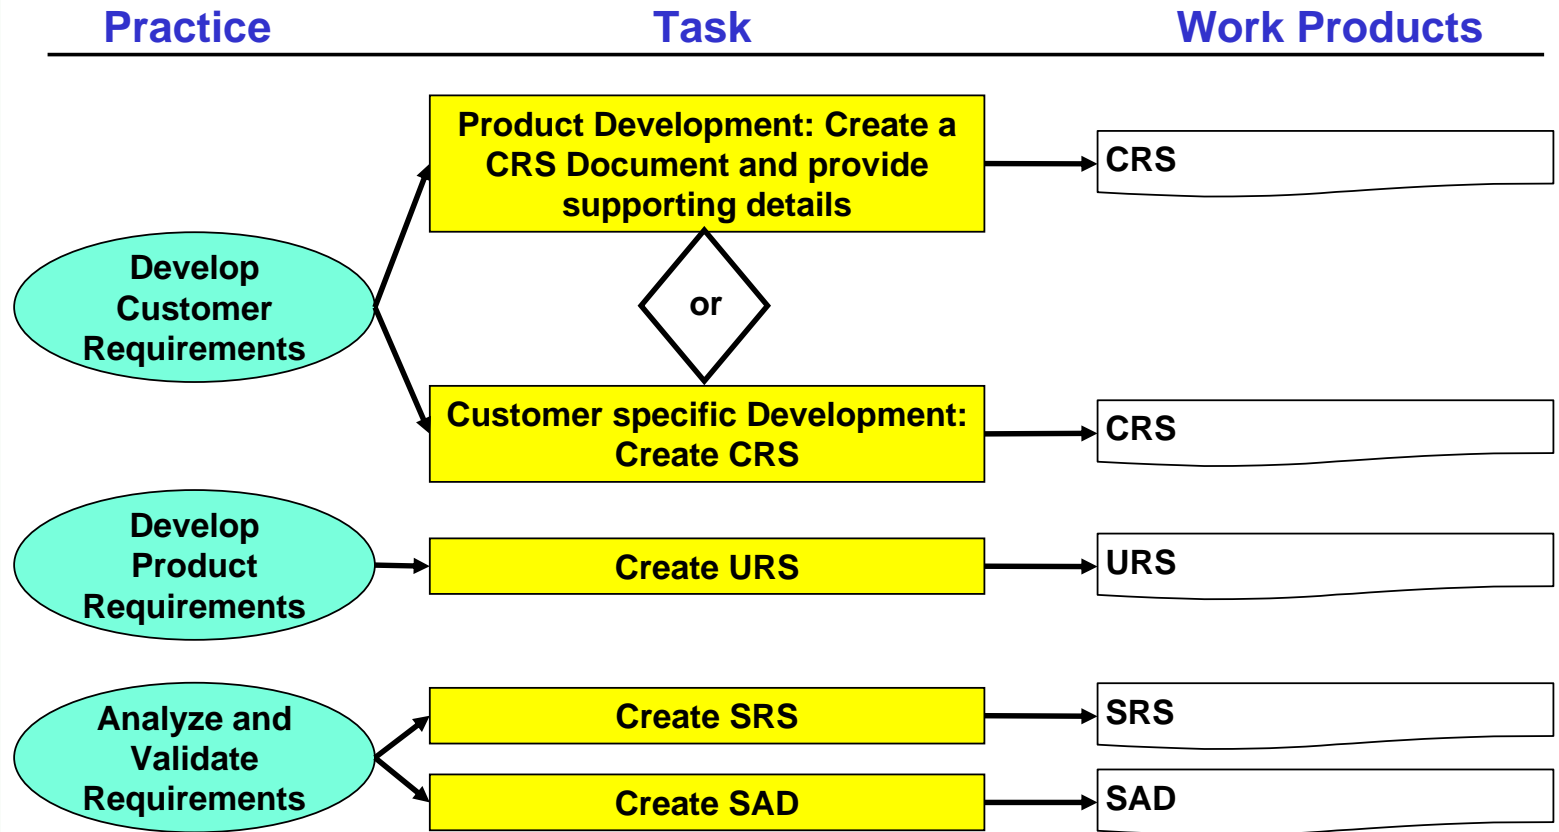 Practice
Task
Work Products
Product Development: Create a
CRS Document and provide
supporting details
CRS
Develop
Customer
Requirements
or
Customer specific Development:
Create CRS
CRS
Develop
Product
Requirements
Create URS
URS
Analyze and
Validate
Requirements
Create SRS
SRS
Create SAD
SAD